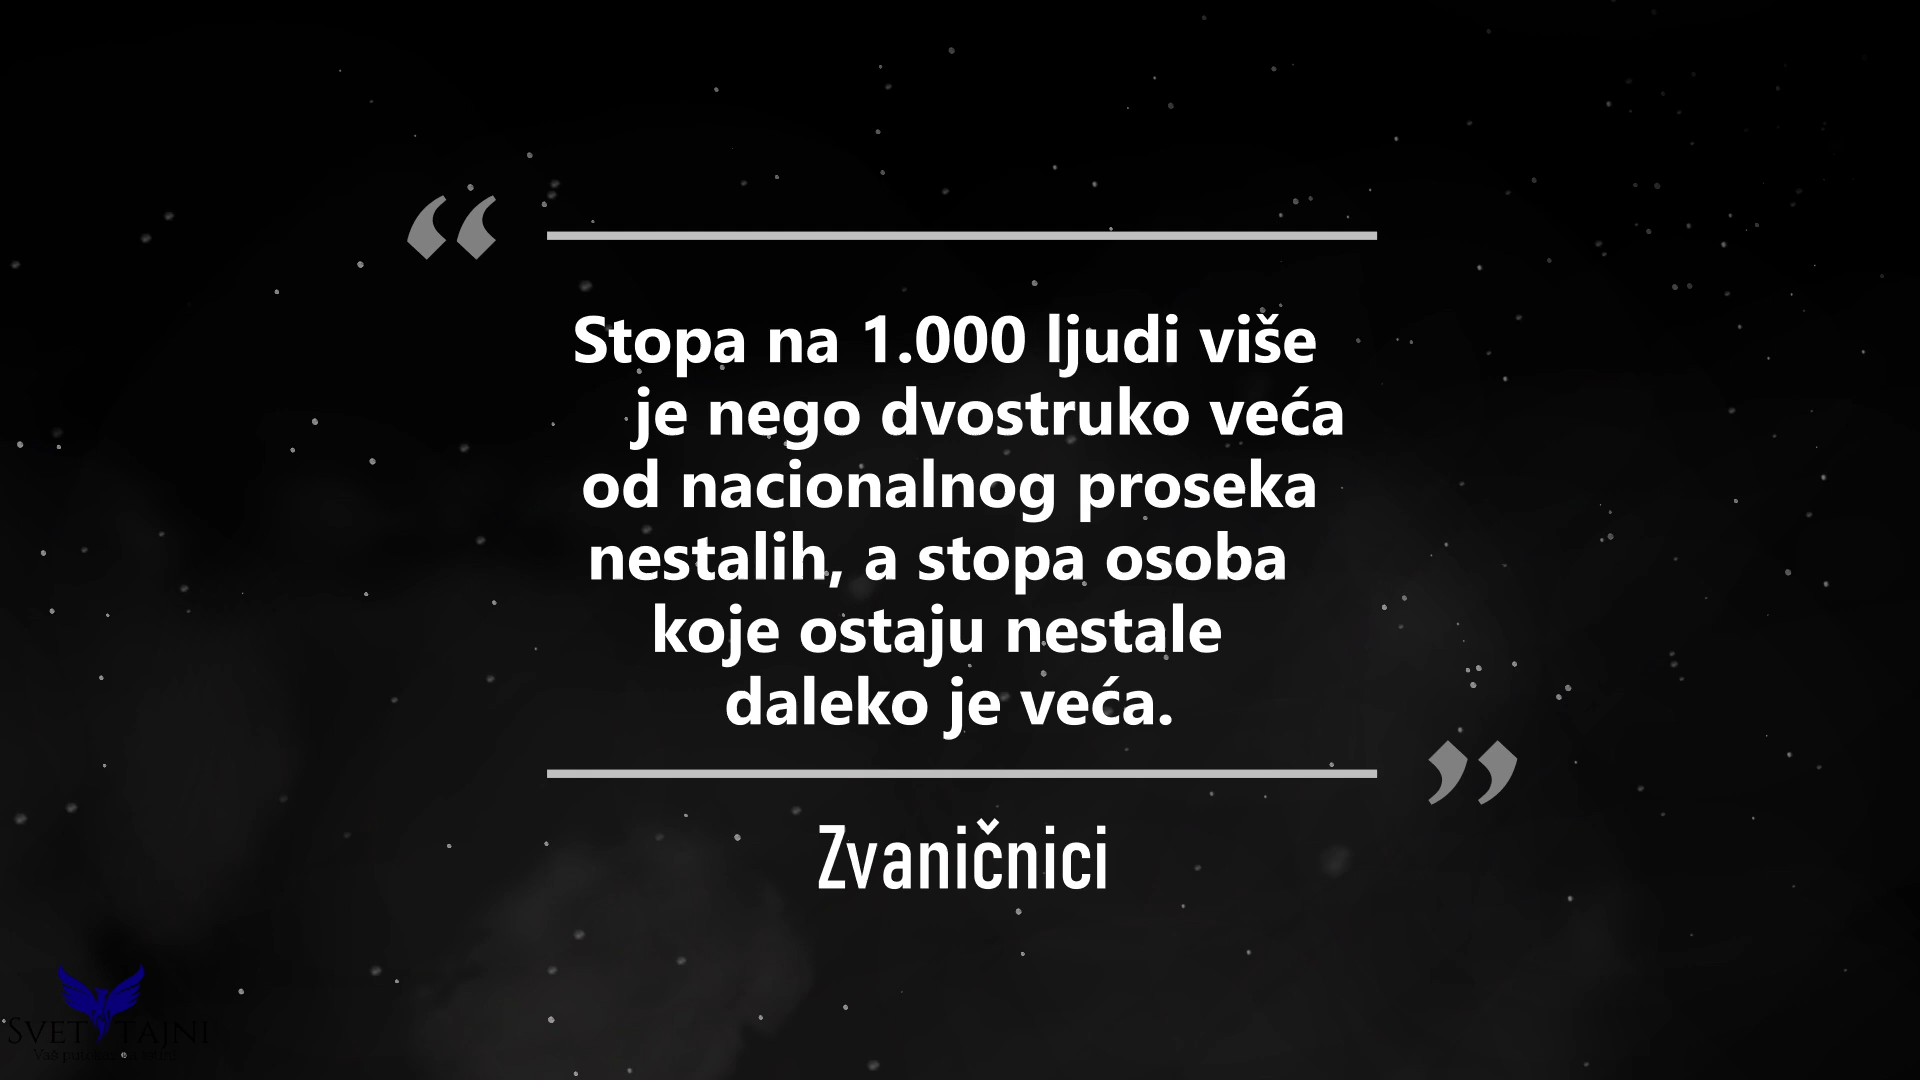 “
Stopa na 1.000 ljudi više
je nego dvostruko veća
od nacionalnog proseka
nestalih, a stopa osoba
koje ostaju nestale
daleko je veća.
”
Zvaničnici
SVET TAJNI
Vaš